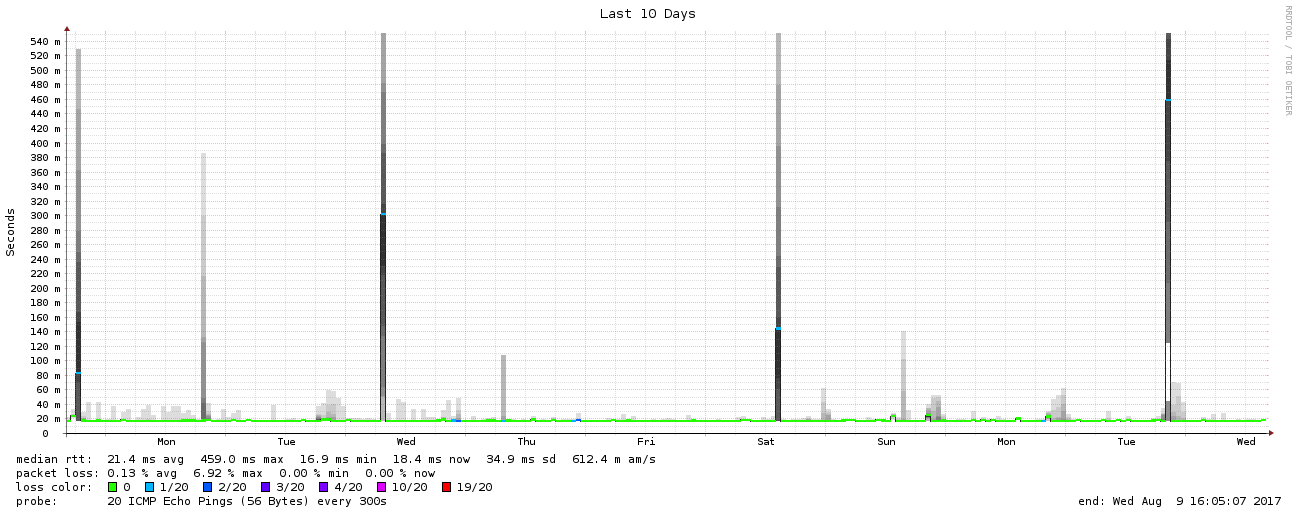 Last 10 Days
RRDTOOL / TOBI OETIKER
Seconds
540 m
520 m
500 m
480 m
460 m
440 m
420 m
400 m
380 m
360 m
340 m
320 m
300 m
280 m
260 m
240 m
220 m
200 m
180 m
160 m
140 m
120 m
100 m
80 m
60 m
40 m
20 m
0
Mon Tue Wed Thu Fri Sat Sun Mon Tue Wed
median rtt: 21.4 ms avg 459.0 ms max 16.9 ms min 18.4 ms now 34.9 ms sd 612.4 m am/s
packet loss: 0.13 % avg 6.92 % max 0.00 % min 0.00 % now
loss color: 0 1/20 2/20 3/20 4/20 10/20 19/20
probe: 20 ICMP Echo Pings (56 Bytes) every 300s end: Wed Aug 9 16:05:07 2017